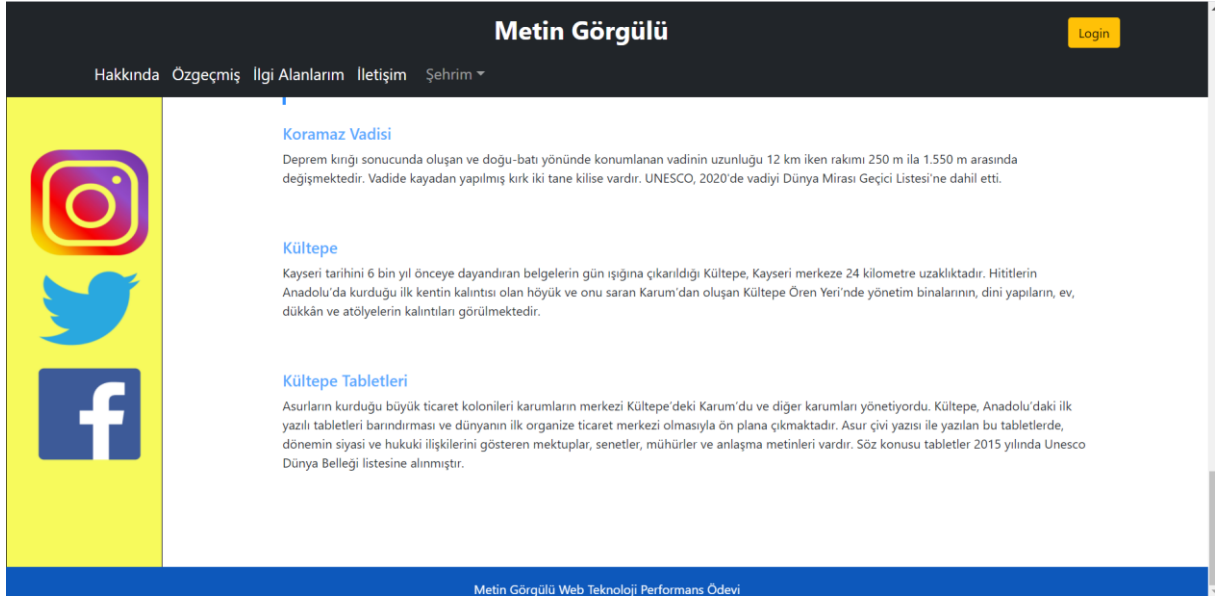 Metin Görgülü
Login
Hakkında Özgeçmiş İlgi Alanlarım İletişim Şehrim
Koramaz Vadisi
Deprem kırığı sonucunda oluşan ve doğu-batı yönünde konumlanan vadinin uzunluğu 12 km iken rakımı 250 m ila 1.550 m arasında
değişmektedir. Vadide kayadan yapılmış kırk iki tane kilise vardır. UNESCO, 2020'de vadiyi Dünya Mirası Geçici Listesi'ne dahil etti.
Kültepe
Kayseri tarihini 6 bin yıl önceye dayandıran belgelerin gün ışığına çıkarıldığı Kültepe, Kayseri merkeze 24 kilometre uzaklıktadır. Hititlerin
Anadolu'da kurduğu ilk kentin kalıntısı olan höyük ve onu saran Karum'dan oluşan Kültepe Ören Yeri'nde yönetim binalarının, dini yapıların, ev,
dükkân ve atölyelerin kalıntıları görülmektedir.
Kültepe Tabletleri
Asurların kurduğu büyük ticaret kolonileri karumların merkezi Kültepe'deki Karum'du ve diğer karumları yönetiyordu. Kültepe, Anadolu'daki ilk
yazılı tabletleri barındırması ve dünyanın ilk organize ticaret merkezi olmasıyla ön plana çıkmaktadır. Asur çivi yazısı ile yazılan bu tabletlerde,
dönemin siyasi ve hukuki ilişkilerini gösteren mektuplar, senetler, mühürler ve anlaşma metinleri vardır. Söz konusu tabletler 2015 yılında Unesco
Dünya Belleği listesine alınmıştır.
Metin Görgülü Web Teknoloji Performans Ödevi